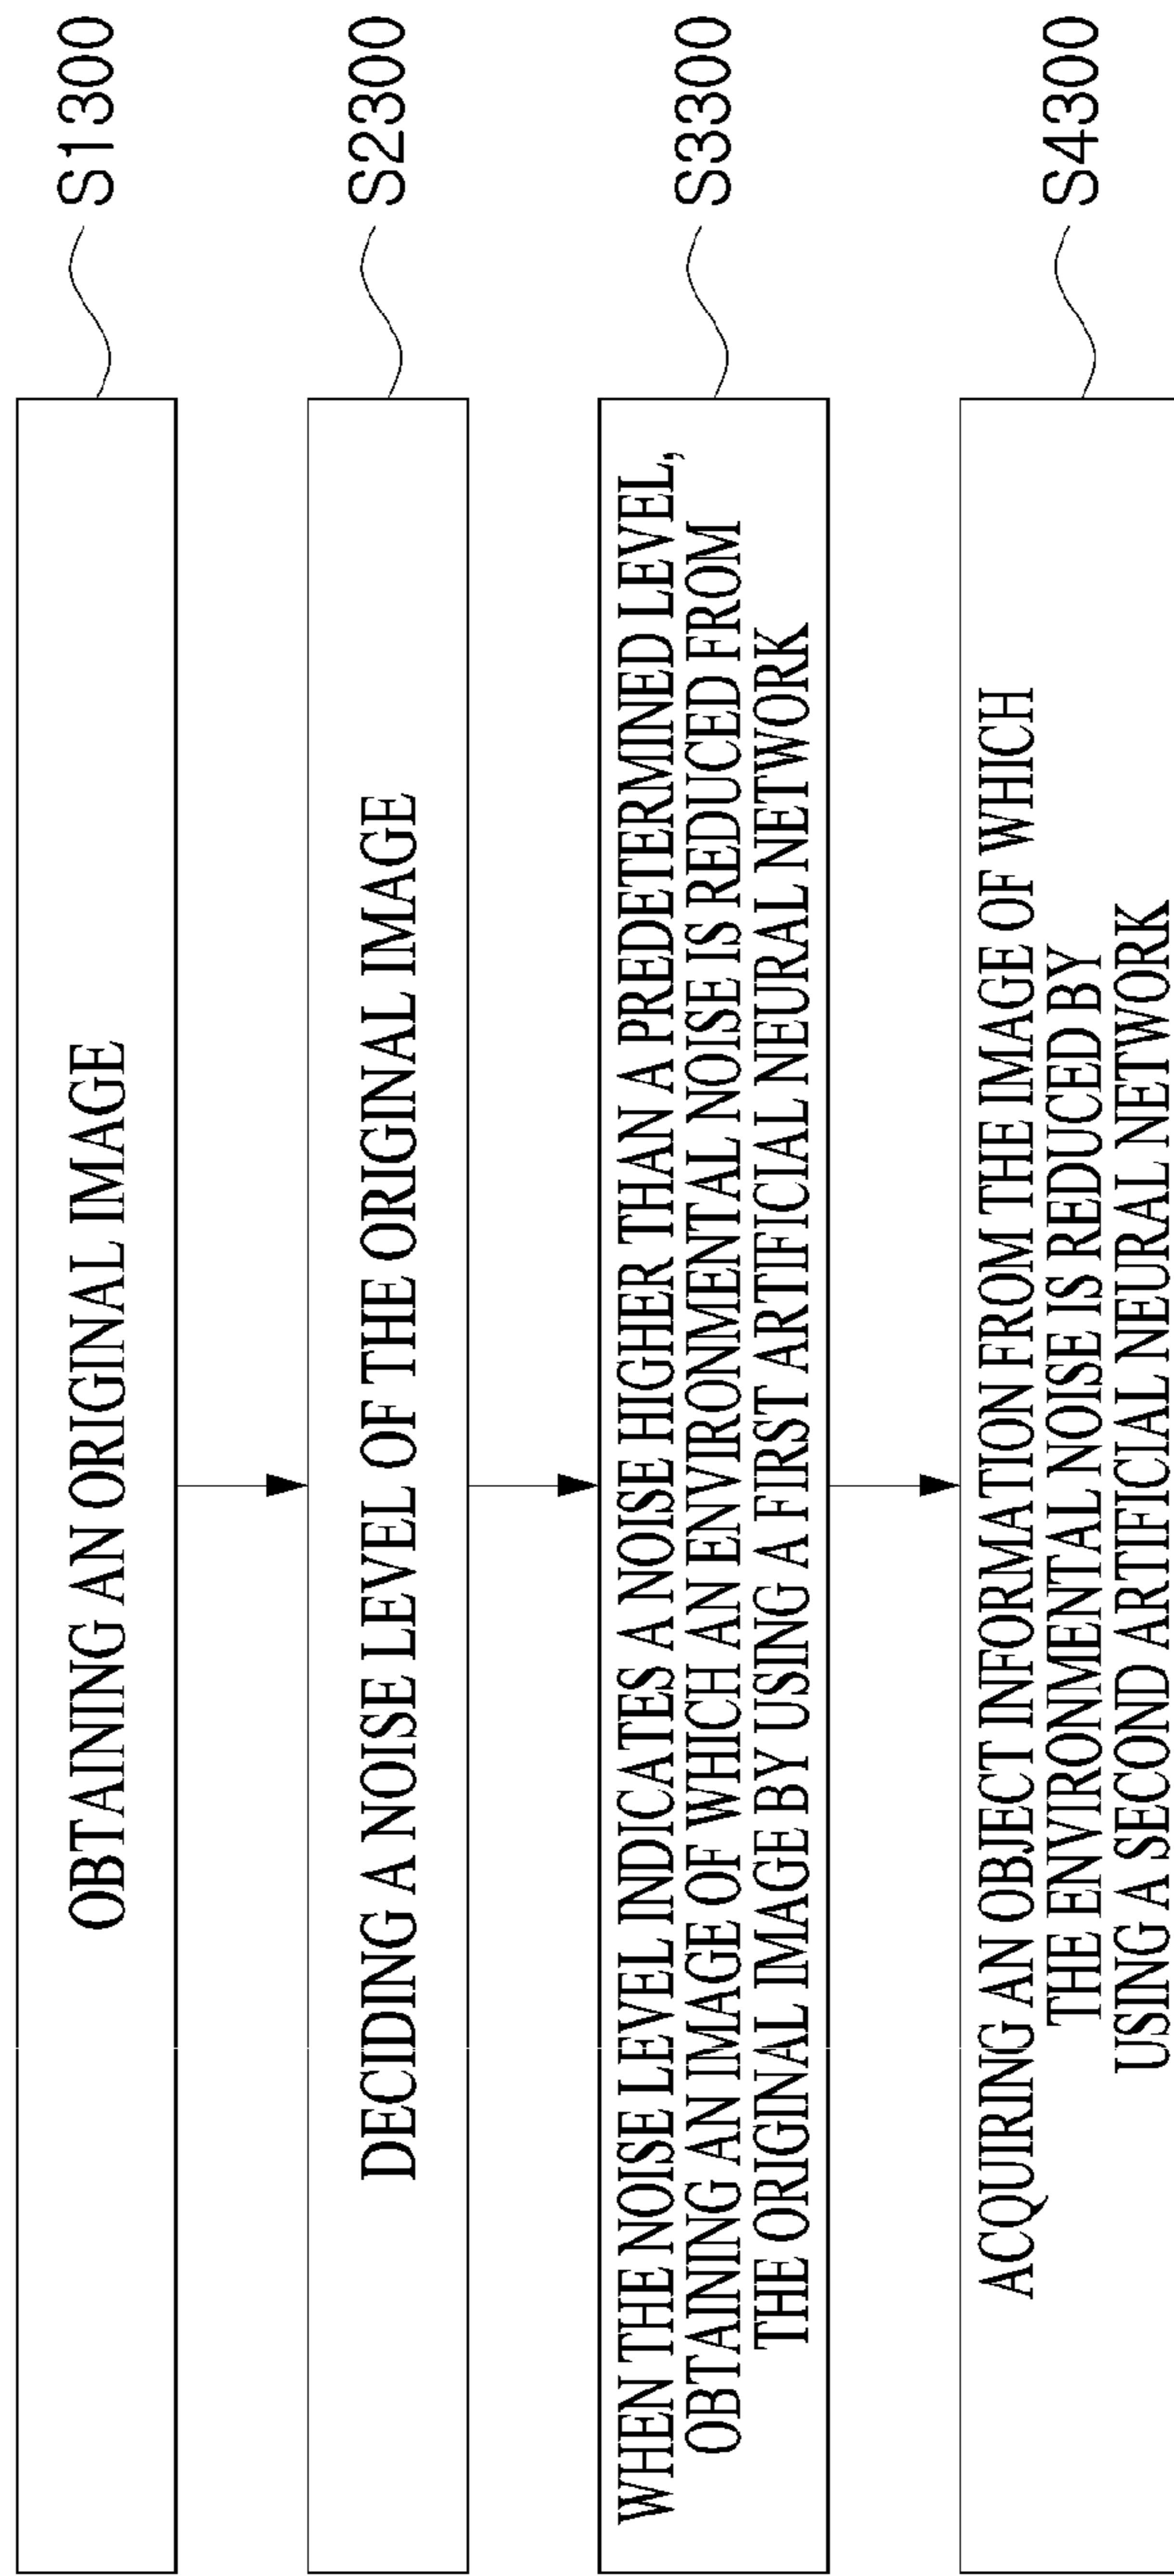 OBTAINING AN ORIGINAL IMAGE
S1300
DECIDING A NOISE LEVEL OF THE ORIGINAL IMAGE
S2300
WHEN THE NOISE LEVEL INDICATES A NOISE HIGHER THAN A PREDETERMINED LEVEL,
OBTAINING AN IMAGE OF WHICH AN ENVIRONMENTAL NOISE IS REDUCED FROM
THE ORIGINAL IMAGE BY USING A FIRST ARTIFICIAL NEURAL NETWORK
S3300
ACQUIRING AN OBJECT INFORMATION FROM THE IMAGE OF WHICH
THE ENVIRONMENTAL NOISE IS REDUCED BY
USING A SECOND ARTIFICIAL NEURAL NETWORK
S4300